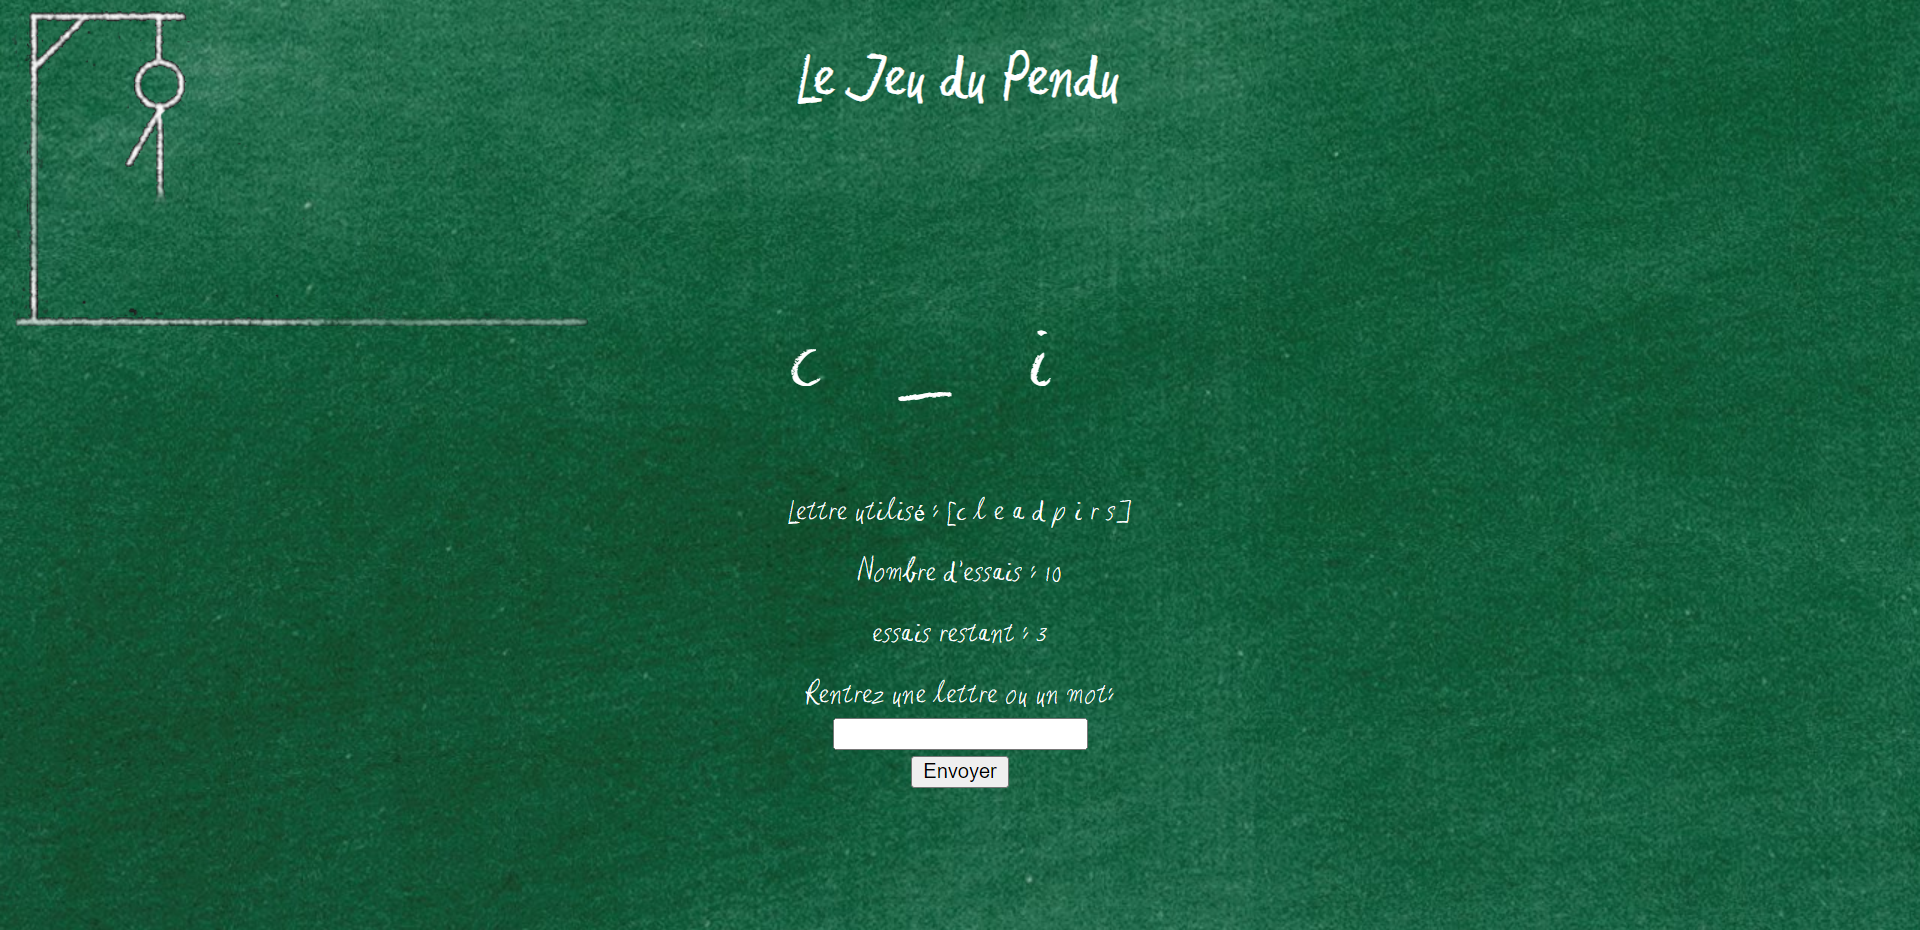 Le Jeu du Pendu
c _ i
Lettre utilisé : [c l e a d p i r s]
Nombre d'essais : 10
essais restant : 3
Rentrez une lettre ou un mot:
Envoyer